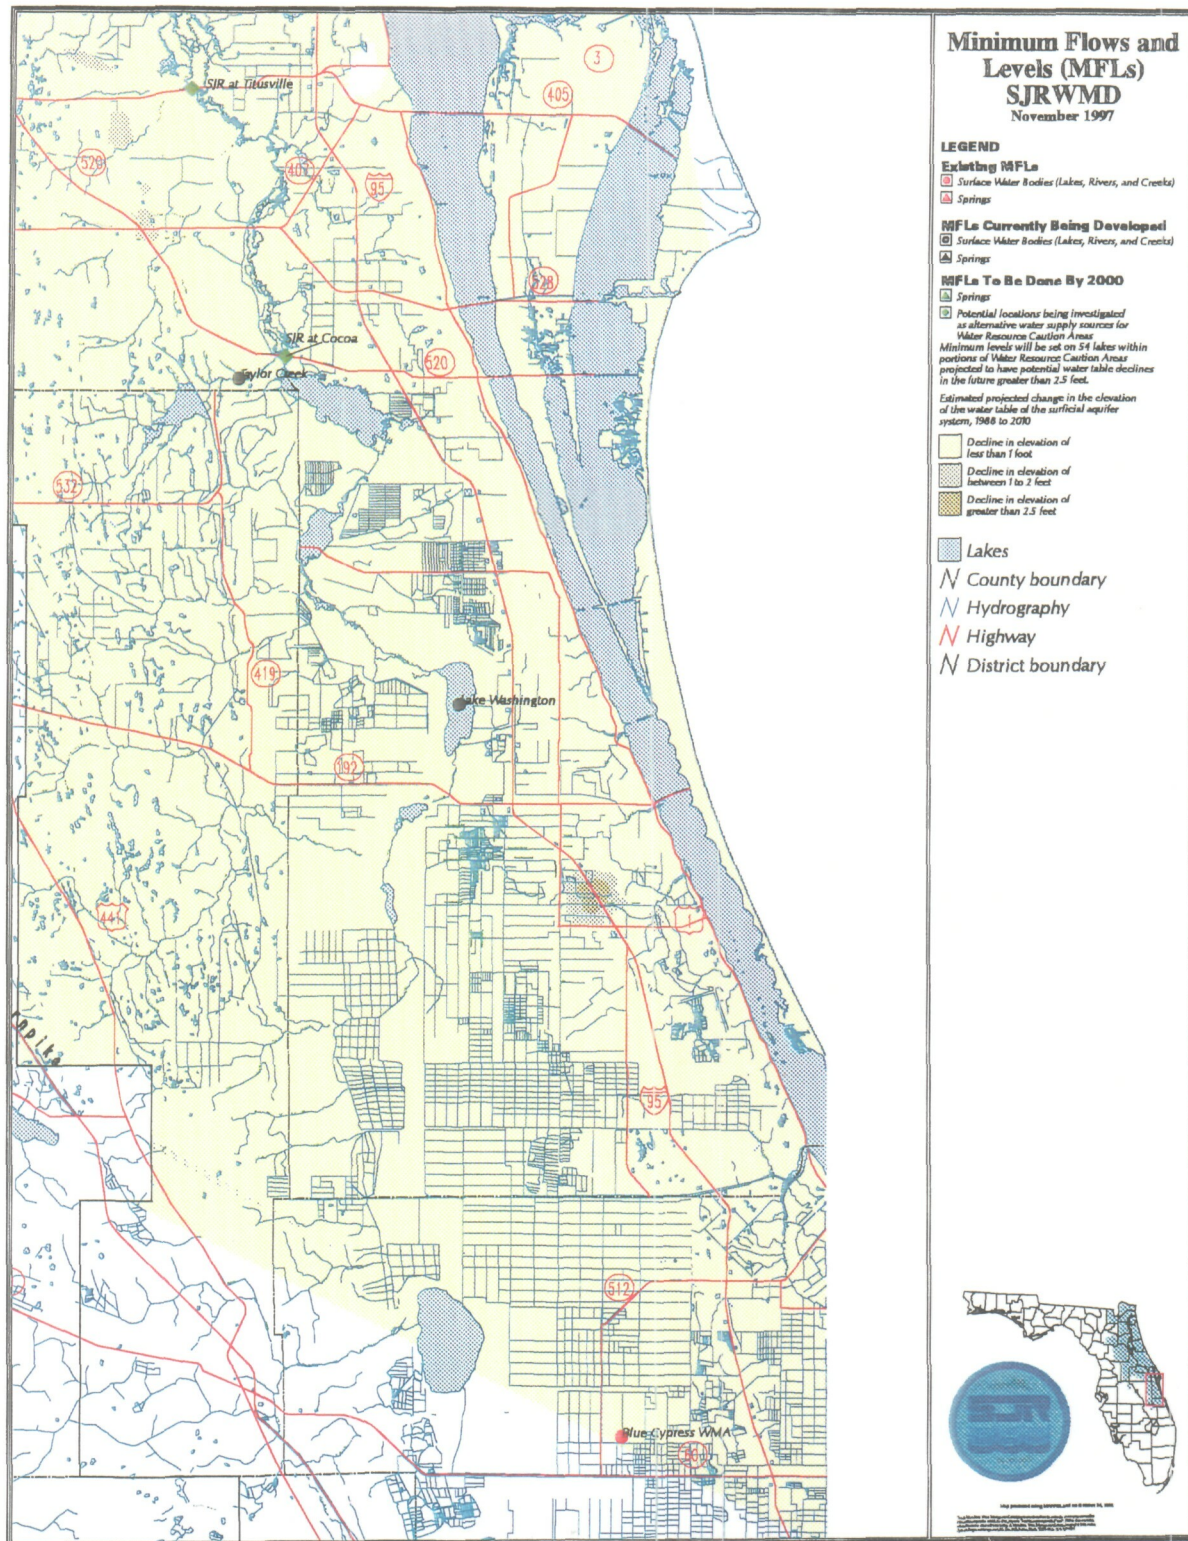 Minimum Flows and
Levels (MFLs)
SJRWMD
November 1997
LEGEND
Existing MFLs
Surface Water Bodies (Lakes, Rivers, and Creeks)
Springs
MFLs Currently Being Developed
Surface Water Bodies (Lakes, Rivers, and Creeks)
Springs
MFLs To Be Done By 2000
Springs
Potential locations being investigated
as alternative water supply sources for
Water Resource Caution Areas
Minimum levels will be set on 54 lakes within
portions of Water Resource Caution Areas
projected to have potential water table declines
in the future greater than 2.5 feet.
Estimated projected change in the elevation
of the water table of the surficial aquifer
system, 1988 to 2010
Decline in elevation of
less than 1 foot
Decline in elevation of
between 1 to 2 feet
Decline in elevation of
greater than 2.5 feet
Lakes
County boundary
Hydrography
Highway
District boundary
3
SJR at Titusville
405
520
407
95
528
SJR at Cocoa
520
Taylor Creek
532
419
Lake Washington
192
441
1
95
512
Blue Cypress WMA